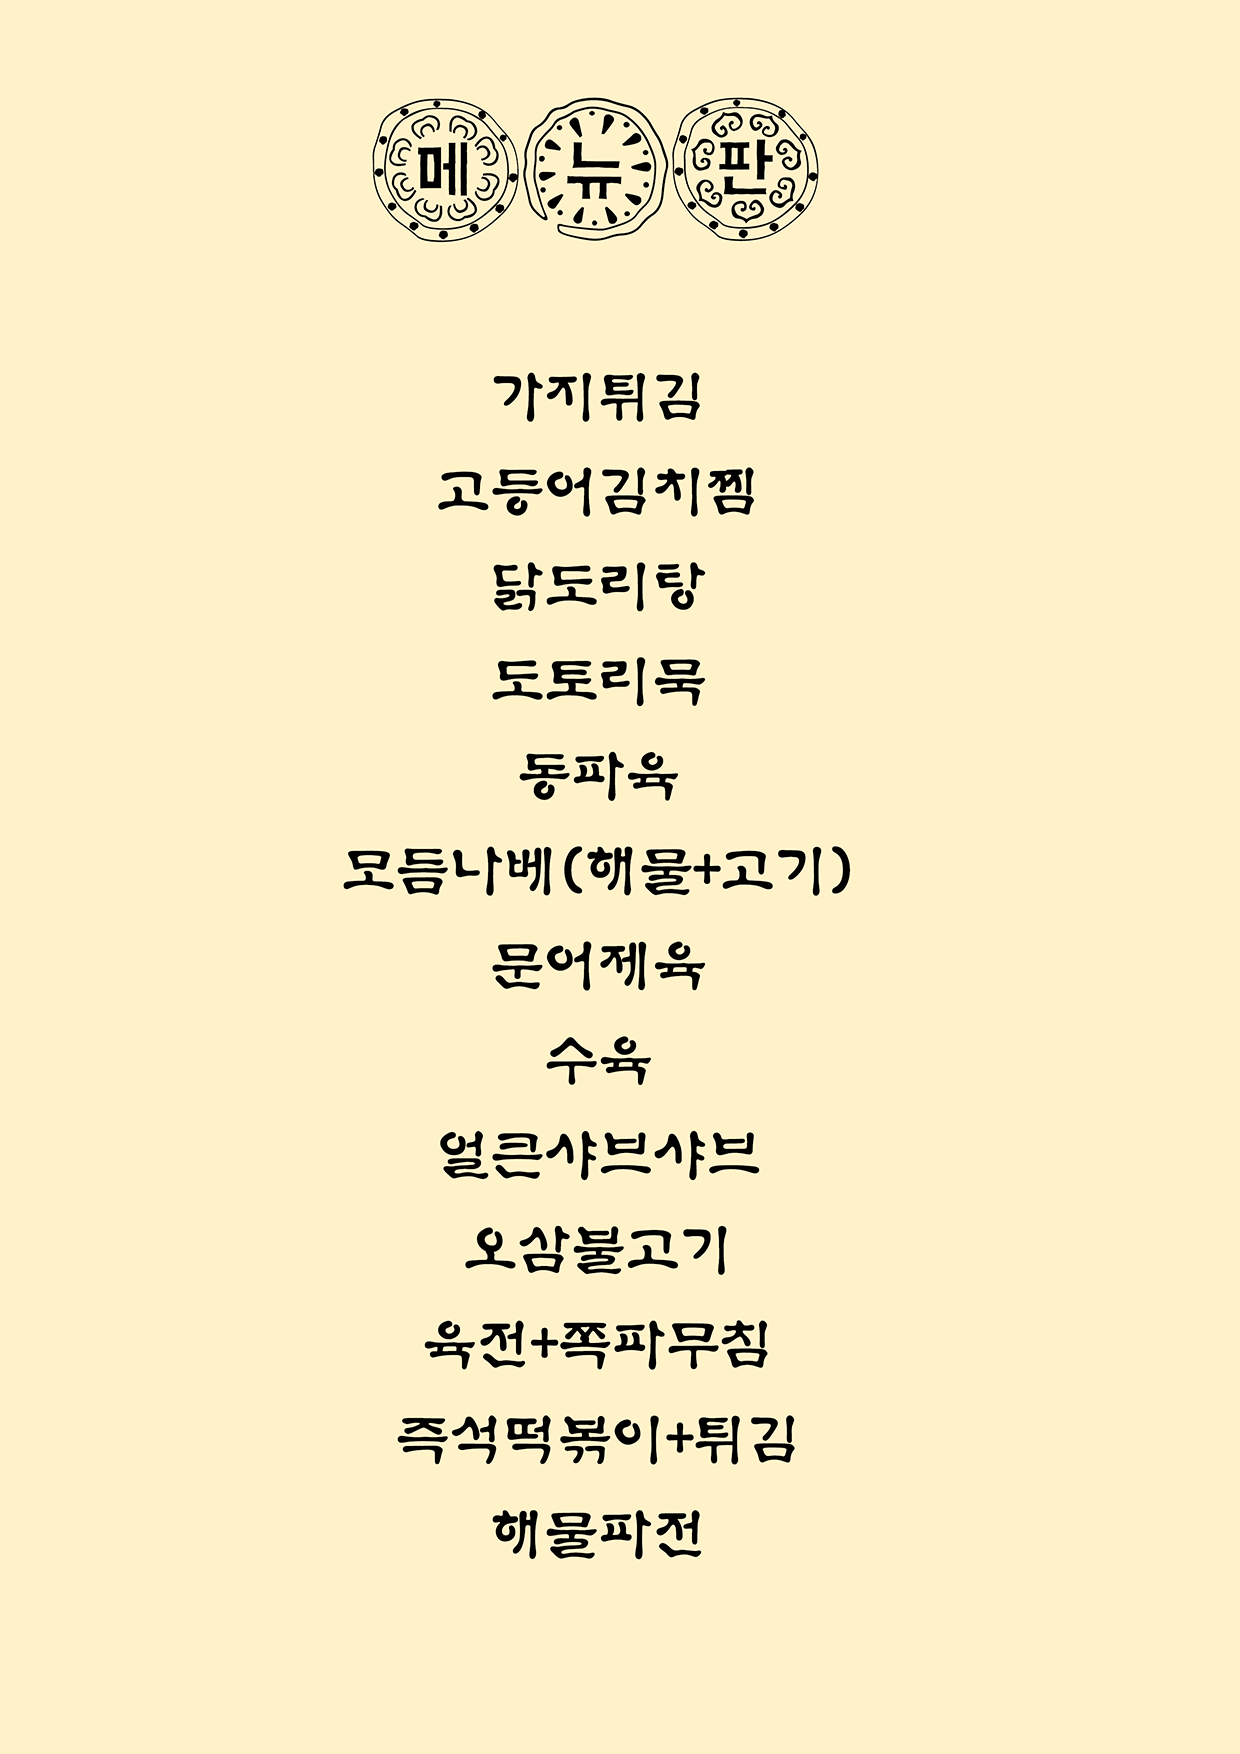 메뉴판
가지튀김
고등어김치찜
닭도리탕
도토리묵
동파육
모듬나베(해물+고기)
문어제육
수육
얼큰샤브샤브
오삼불고기
육전+쪽파무침
즉석떡볶이+튀김
해물파전